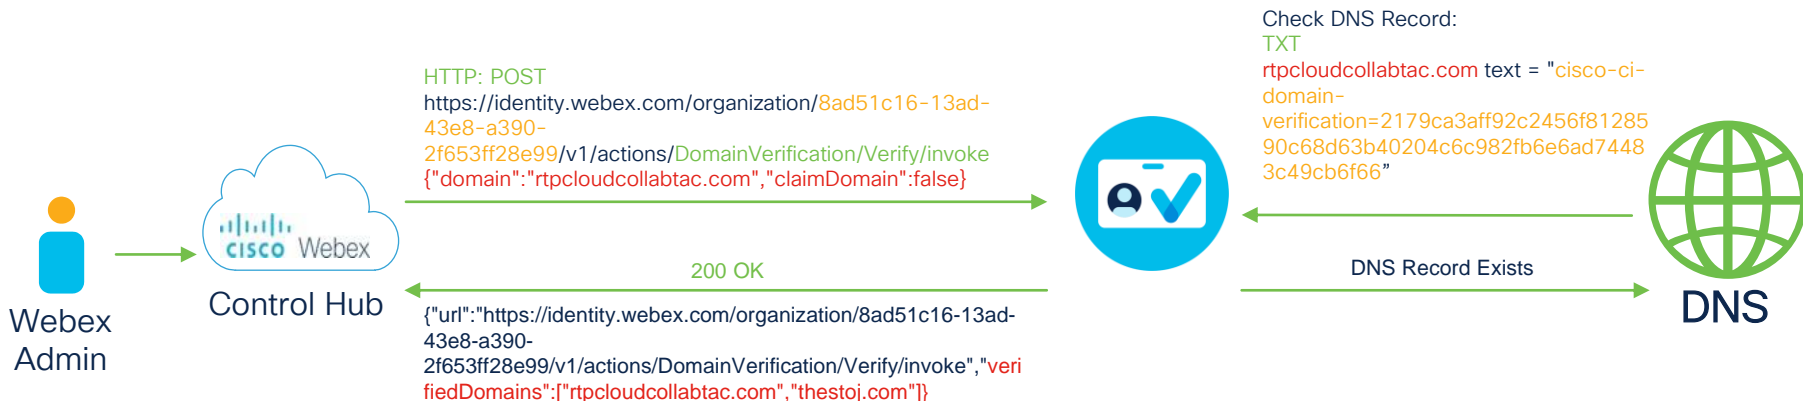 Check DNS Record:
TXT
rtpcloudcollabtac.com text = "cisco-ci-
domain-
verification=2179ca3aff92c2456f81285
90c68d63b40204c6c982fb6e6ad7448
3c49cb6f66”
HTTP: POST
https://identity.webex.com/organization/8ad51c16-13ad-
43e8-a390-
2f653ff28e99/v1/actions/DomainVerification/Verify/invoke
{"domain":"rtpcloudcollabtac.com","claimDomain":false}
CISCO Webex
Control Hub
Webex
Admin
200 OK
{"url":"https://identity.webex.com/organization/8ad51c16-13ad-
43e8-a390-
2f653ff28e99/v1/actions/DomainVerification/Verify/invoke","veri
fiedDomains":["rtpcloudcollabtac.com","thestoj.com"]}
DNS Record Exists
DNS